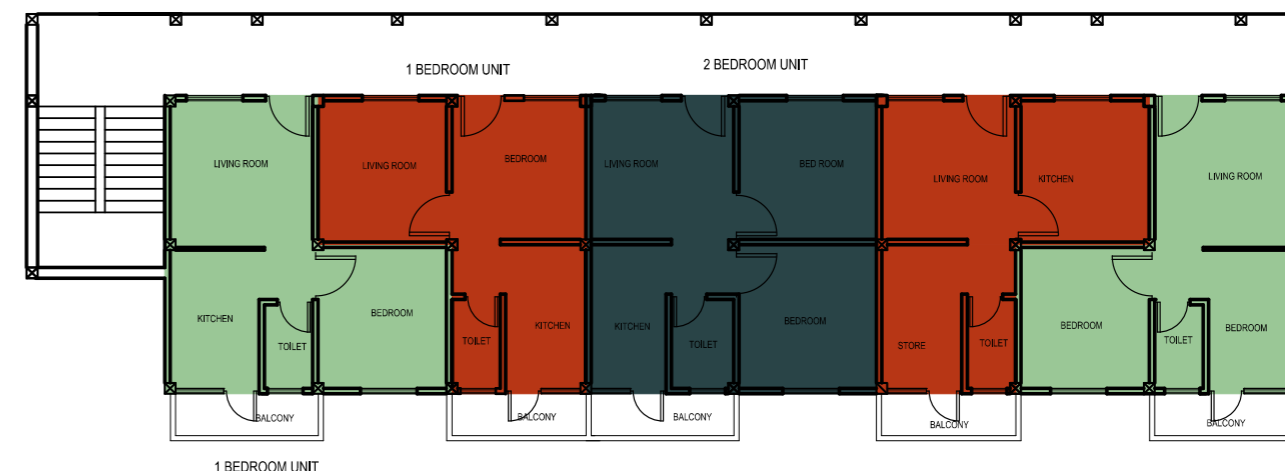 2 BEDROOM UNIT
1 BEDROOM UNIT
LIVING ROOM
LIVING ROOM
BEDROOM
LIVING ROOM
BED ROOM
LIVING ROOM
KITCHEN
LIVING ROOM
KITCHEN
TOILET
BEDROOM
TOILET
KITCHEN
KITCHEN
TOILET
BEDROOM
STORE
TOILET
BEDROOM
TOILET
BEDROOM
BALCONY
BALCONY
BALCONY
BALCONY
BALCONY
1 BEDROOM UNIT